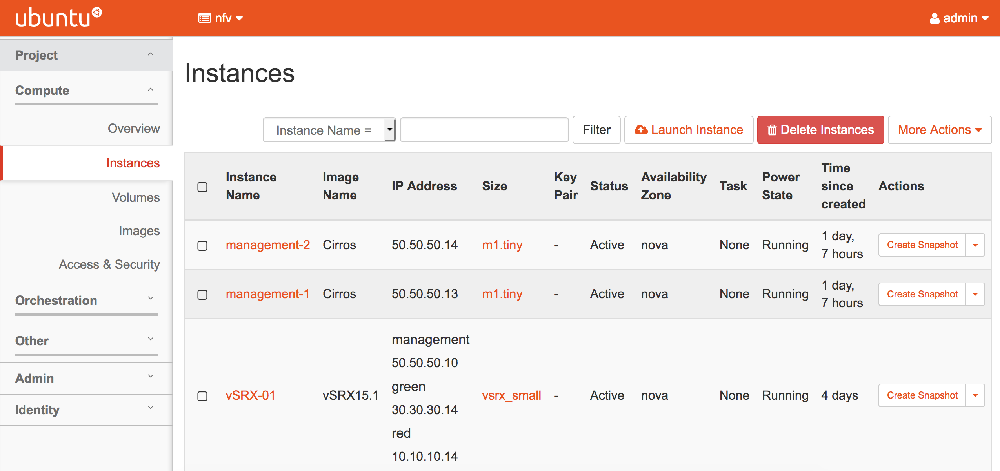 ubuntu
nfv
admin
Project
Compute
Overview
Instances
Volumes
Images
Access & Security
Orchestration
Other
Admin
Identity
Instances
Instance Name =
Filter
Launch Instance
Delete Instances
More Actions
Instance Name
Image Name
IP Address
Size
Key Pair
Status
Availability Zone
Task
Power State
Time since created
Actions
management-2 Cirros 50.50.50.14 m1.tiny - Active nova None Running 1 day, 7 hours Create Snapshot
management-1 Cirros 50.50.50.13 m1.tiny - Active nova None Running 1 day, 7 hours Create Snapshot
vSRX-01 vSRX15.1
management
50.50.50.10
green
30.30.30.14
red
10.10.10.14
vsrx_small - Active nova None Running 4 days Create Snapshot